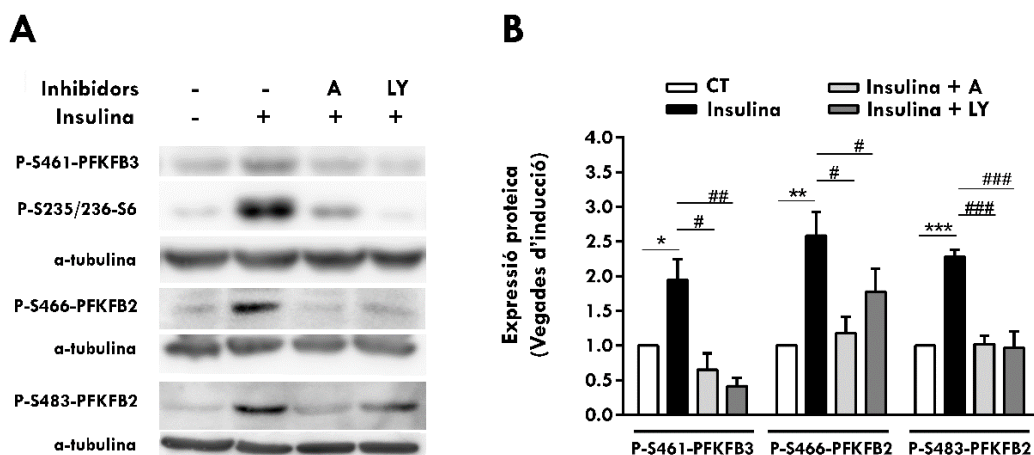 A
Inhibidors - - A LY
Insulina - + + +
P-S461-PFKFB3
P-S235/236-S6
α-tubulina
P-S466-PFKFB2
α-tubulina
P-S483-PFKFB2
α-tubulina
B
CT Insulina + A
Insulina Insulina + LY
Expressió proteica
(Vegades d'inducció)
4.0
3.5
3.0
2.5
2.0
1.5
1.0
0.5
0.0
* # ##
** # #
*** ### ###
P-S461-PFKFB3 P-S466-PFKFB2 P-S483-PFKFB2